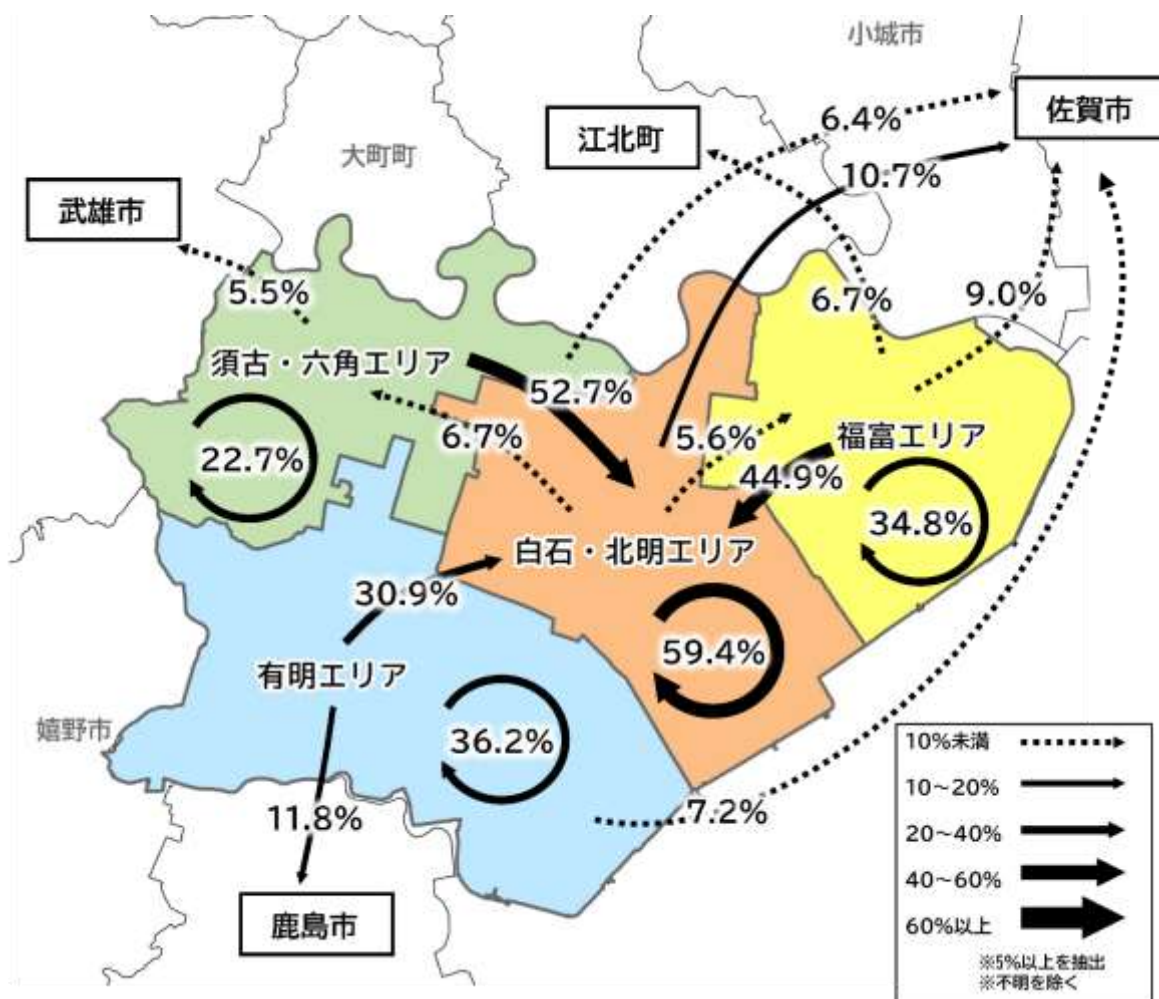 小城市
佐賀市
6.4%
江北町
大町町
10.7%
武雄市
5.5%
6.7%
9.0%
須古・六角エリア
52.7%
6.7%
5.6%
福富エリア
22.7%
44.9%
34.8%
白石・北明エリア
30.9%
59.4%
有明エリア
嬉野市
36.2%
7.2%
11.8%
鹿島市
10%未満
10～20%
20～40%
40～60%
60%以上
※5%以上を抽出
※不明を除く